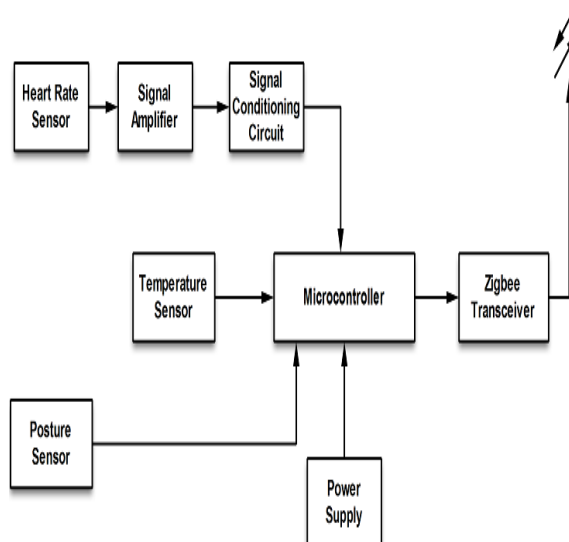 Heart Rate
Sensor
Signal
Amplifier
Signal
Conditioning
Circuit
Temperature
Sensor
Microcontroller
Zigbee
Transceiver
Posture
Sensor
Power
Supply